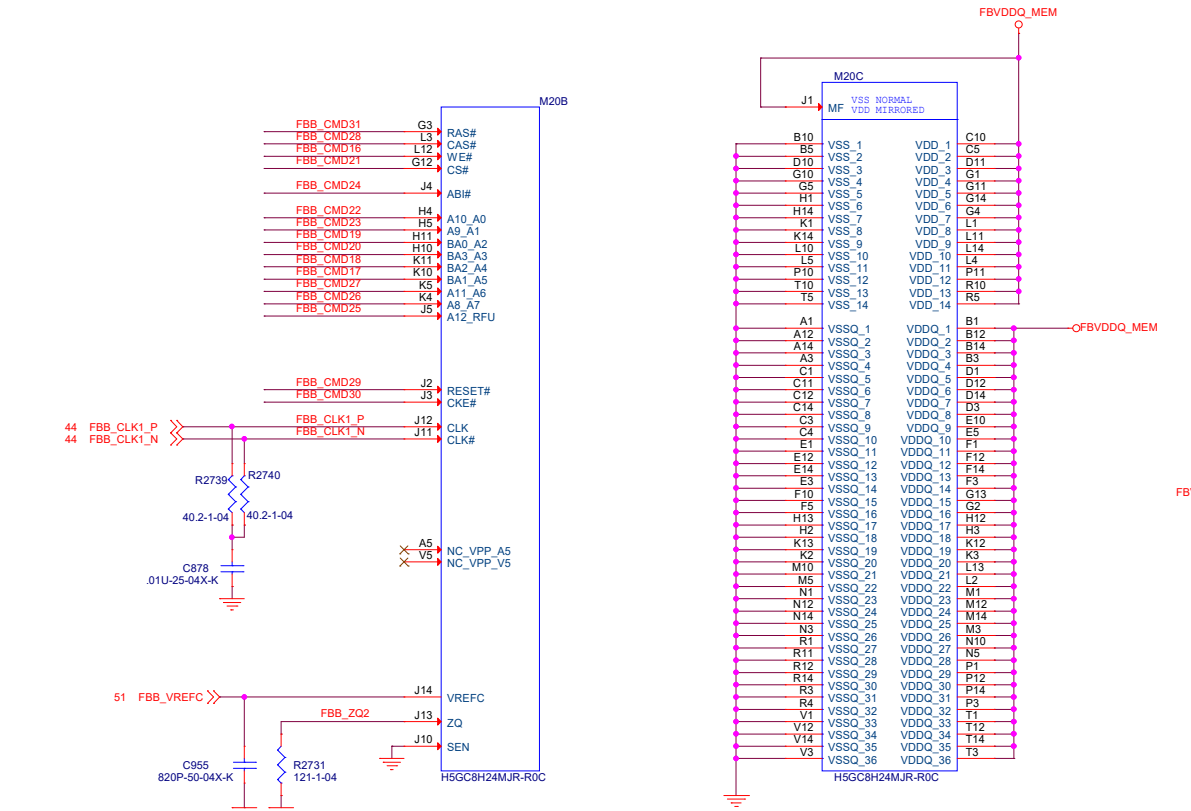 FBVDDQ_MEM
M20B
FBB_CMD31 G3 RAS#
FBB_CMD28 L3 CAS#
FBB_CMD16 L12 WE#
FBB_CMD21 G12 CS#
FBB_CMD24 J4 ABI#
FBB_CMD22 H4 A10_A0
FBB_CMD23 H5 A9_A1
FBB_CMD19 H11 BA0_A2
FBB_CMD20 H10 BA3_A3
FBB_CMD18 K11 BA2_A4
FBB_CMD17 K10 BA1_A5
FBB_CMD27 K5 A11_A6
FBB_CMD26 K4 A8_A7
FBB_CMD25 J5 A12_RFU
FBB_CMD29 J2 RESET#
FBB_CMD30 J3 CKE#
44 FBB_CLK1_P FBB_CLK1_P J12 CLK
44 FBB_CLK1_N FBB_CLK1_N J11 CLK#
R2739 R2740
40.2-1-04 40.2-1-04
C878
.01U-25-04X-K
A5 NC_VPP_A5
V5 NC_VPP_V5
51 FBB_VREFC J14 VREFC
FBB_ZQ2 J13 ZQ
J10 SEN
C955
820P-50-04X-K
R2731
121-1-04
H5GC8H24MJR-R0C
M20C
J1 MF VSS NORMAL
VDD MIRRORED
B10 VSS_1 VDD_1 C10
B5 VSS_2 VDD_2 C5
D10 VSS_3 VDD_3 D11
G10 VSS_4 VDD_4 G1
G5 VSS_5 VDD_5 G11
H1 VSS_6 VDD_6 G14
H14 VSS_7 VDD_7 G4
K1 VSS_8 VDD_8 L1
K14 VSS_9 VDD_9 L11
L10 VSS_10 VDD_10 L14
L5 VSS_11 VDD_11 L4
P10 VSS_12 VDD_12 P11
T10 VSS_13 VDD_13 R10
T5 VSS_14 VDD_14 R5
A1 VSSQ_1 VDDQ_1 B1 FBVDDQ_MEM
A12 VSSQ_2 VDDQ_2 B12
A14 VSSQ_3 VDDQ_3 B14
A3 VSSQ_4 VDDQ_4 B3
C1 VSSQ_5 VDDQ_5 D1
C11 VSSQ_6 VDDQ_6 D12
C12 VSSQ_7 VDDQ_7 D14
C14 VSSQ_8 VDDQ_8 D3
C3 VSSQ_9 VDDQ_9 E10
C4 VSSQ_10 VDDQ_10 E5
E1 VSSQ_11 VDDQ_11 F1
E12 VSSQ_12 VDDQ_12 F12
E14 VSSQ_13 VDDQ_13 F14
E3 VSSQ_14 VDDQ_14 F3
F10 VSSQ_15 VDDQ_15 G13
F5 VSSQ_16 VDDQ_16 G2
H13 VSSQ_17 VDDQ_17 H12
H2 VSSQ_18 VDDQ_18 H3
K13 VSSQ_19 VDDQ_19 K12
K2 VSSQ_20 VDDQ_20 K3
M10 VSSQ_21 VDDQ_21 L13
M5 VSSQ_22 VDDQ_22 L2
N1 VSSQ_23 VDDQ_23 M1
N12 VSSQ_24 VDDQ_24 M12
N14 VSSQ_25 VDDQ_25 M14
N3 VSSQ_26 VDDQ_26 M3
R1 VSSQ_27 VDDQ_27 N10
R11 VSSQ_28 VDDQ_28 N5
R12 VSSQ_29 VDDQ_29 P1
R14 VSSQ_30 VDDQ_30 P12
R3 VSSQ_31 VDDQ_31 P14
R4 VSSQ_32 VDDQ_32 P3
V1 VSSQ_33 VDDQ_33 T1
V12 VSSQ_34 VDDQ_34 T12
V14 VSSQ_35 VDDQ_35 T14
V3 VSSQ_36 VDDQ_36 T3
H5GC8H24MJR-R0C